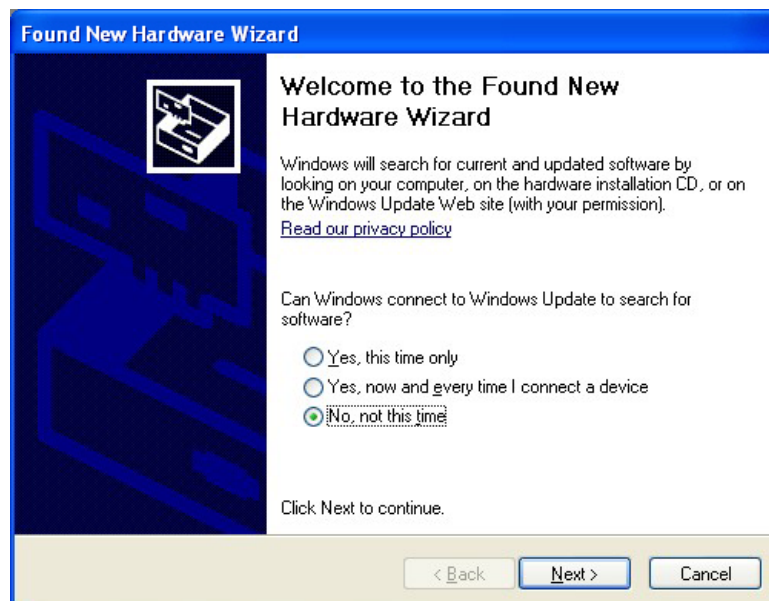 Found New Hardware Wizard
Welcome to the Found New
Hardware Wizard
Windows will search for current and updated software by
looking on your computer, on the hardware installation CD, or on
the Windows Update Web site (with your permission).
Read our privacy policy
Can Windows connect to Windows Update to search for
software?
Yes, this time only
Yes, now and every time I connect a device
No, not this time
Click Next to continue.
< Back
Next >
Cancel